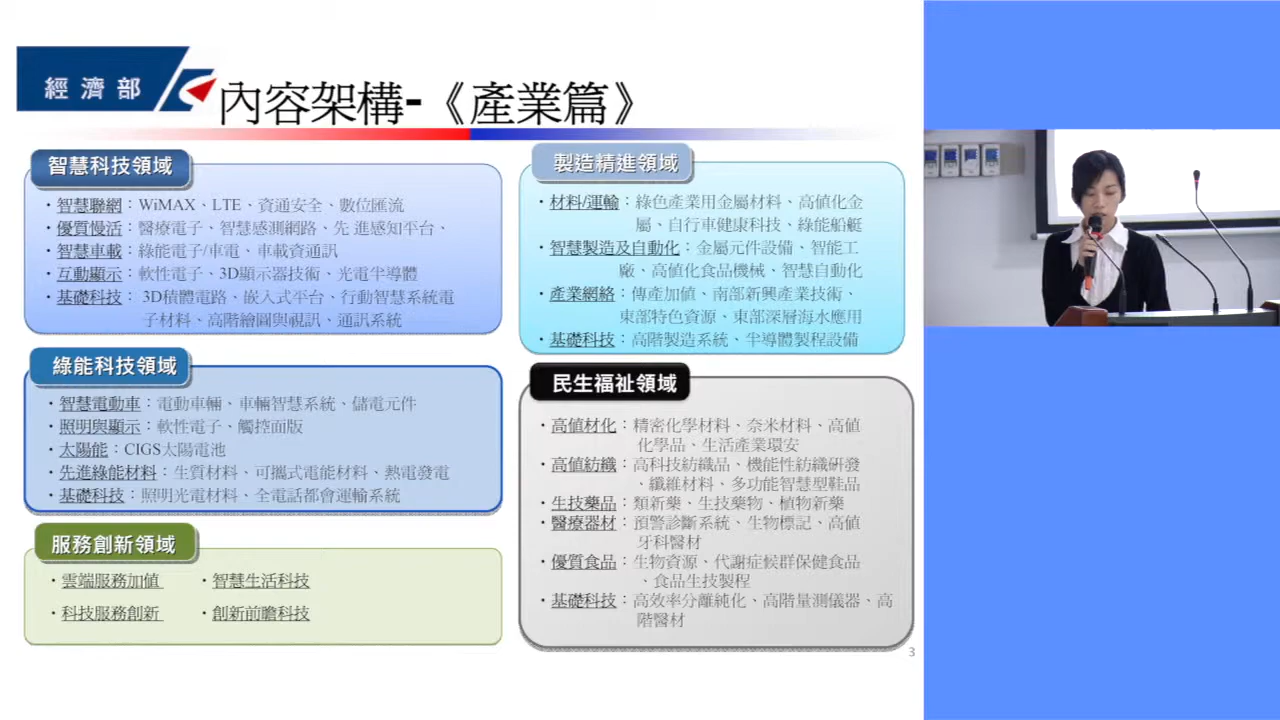 經濟部
內容架構-《產業篇》
智慧科技領域
・智慧聯網：WiMAX、LTE、資通安全、數位匯流
・優質慢活：醫療電子、智慧感測網路、先 進感知平台、
・智慧車載：綠能電子/車電、車載資通訊
・互動顯示：軟性電子、3D顯示器技術、光電半導體
・基礎科技： 3D積體電路、嵌入式平台、行動智慧系統電
子材料、高階繪圖與視訊、通訊系統
綠能科技領域
・智慧電動車：電動車輛、車輛智慧系統、儲電元件
・照明與顯示：軟性電子、觸控面版
・太陽能：CIGS太陽電池
・先進綠能材料：生質材料、可攜式電能材料、熱電發電
・基礎科技：照明光電材料、全電話都會運輸系統
服務創新領域
・雲端服務加值 ・智慧生活科技
・科技服務創新 ・創新前瞻科技
製造精進領域
・材料/運輸：綠色產業用金屬材料、高值化金
屬、自行車健康科技、綠能船艇
・智慧製造及自動化：金屬元件設備、智能工
廠、高值化食品機械、智慧自動化
・產業網絡：傳產加值、南部新興產業技術、
東部特色資源、東部深層海水應用
・基礎科技：高階製造系統、半導體製程設備
民生福祉領域
・高值材化：精密化學材料、奈米材料、高值
化學品、生活產業環安
・高值紡織：高科技紡織品、機能性紡織研發
、纖維材料、多功能智慧型鞋品
・生技藥品：類新藥、生技藥物、植物新藥
・醫療器材：預警診斷系統、生物標記、高值
牙科醫材
・優質食品：生物資源、代謝症候群保健食品
、食品生技製程
・基礎科技：高效率分離純化、高階量測儀器、高
階醫材
3